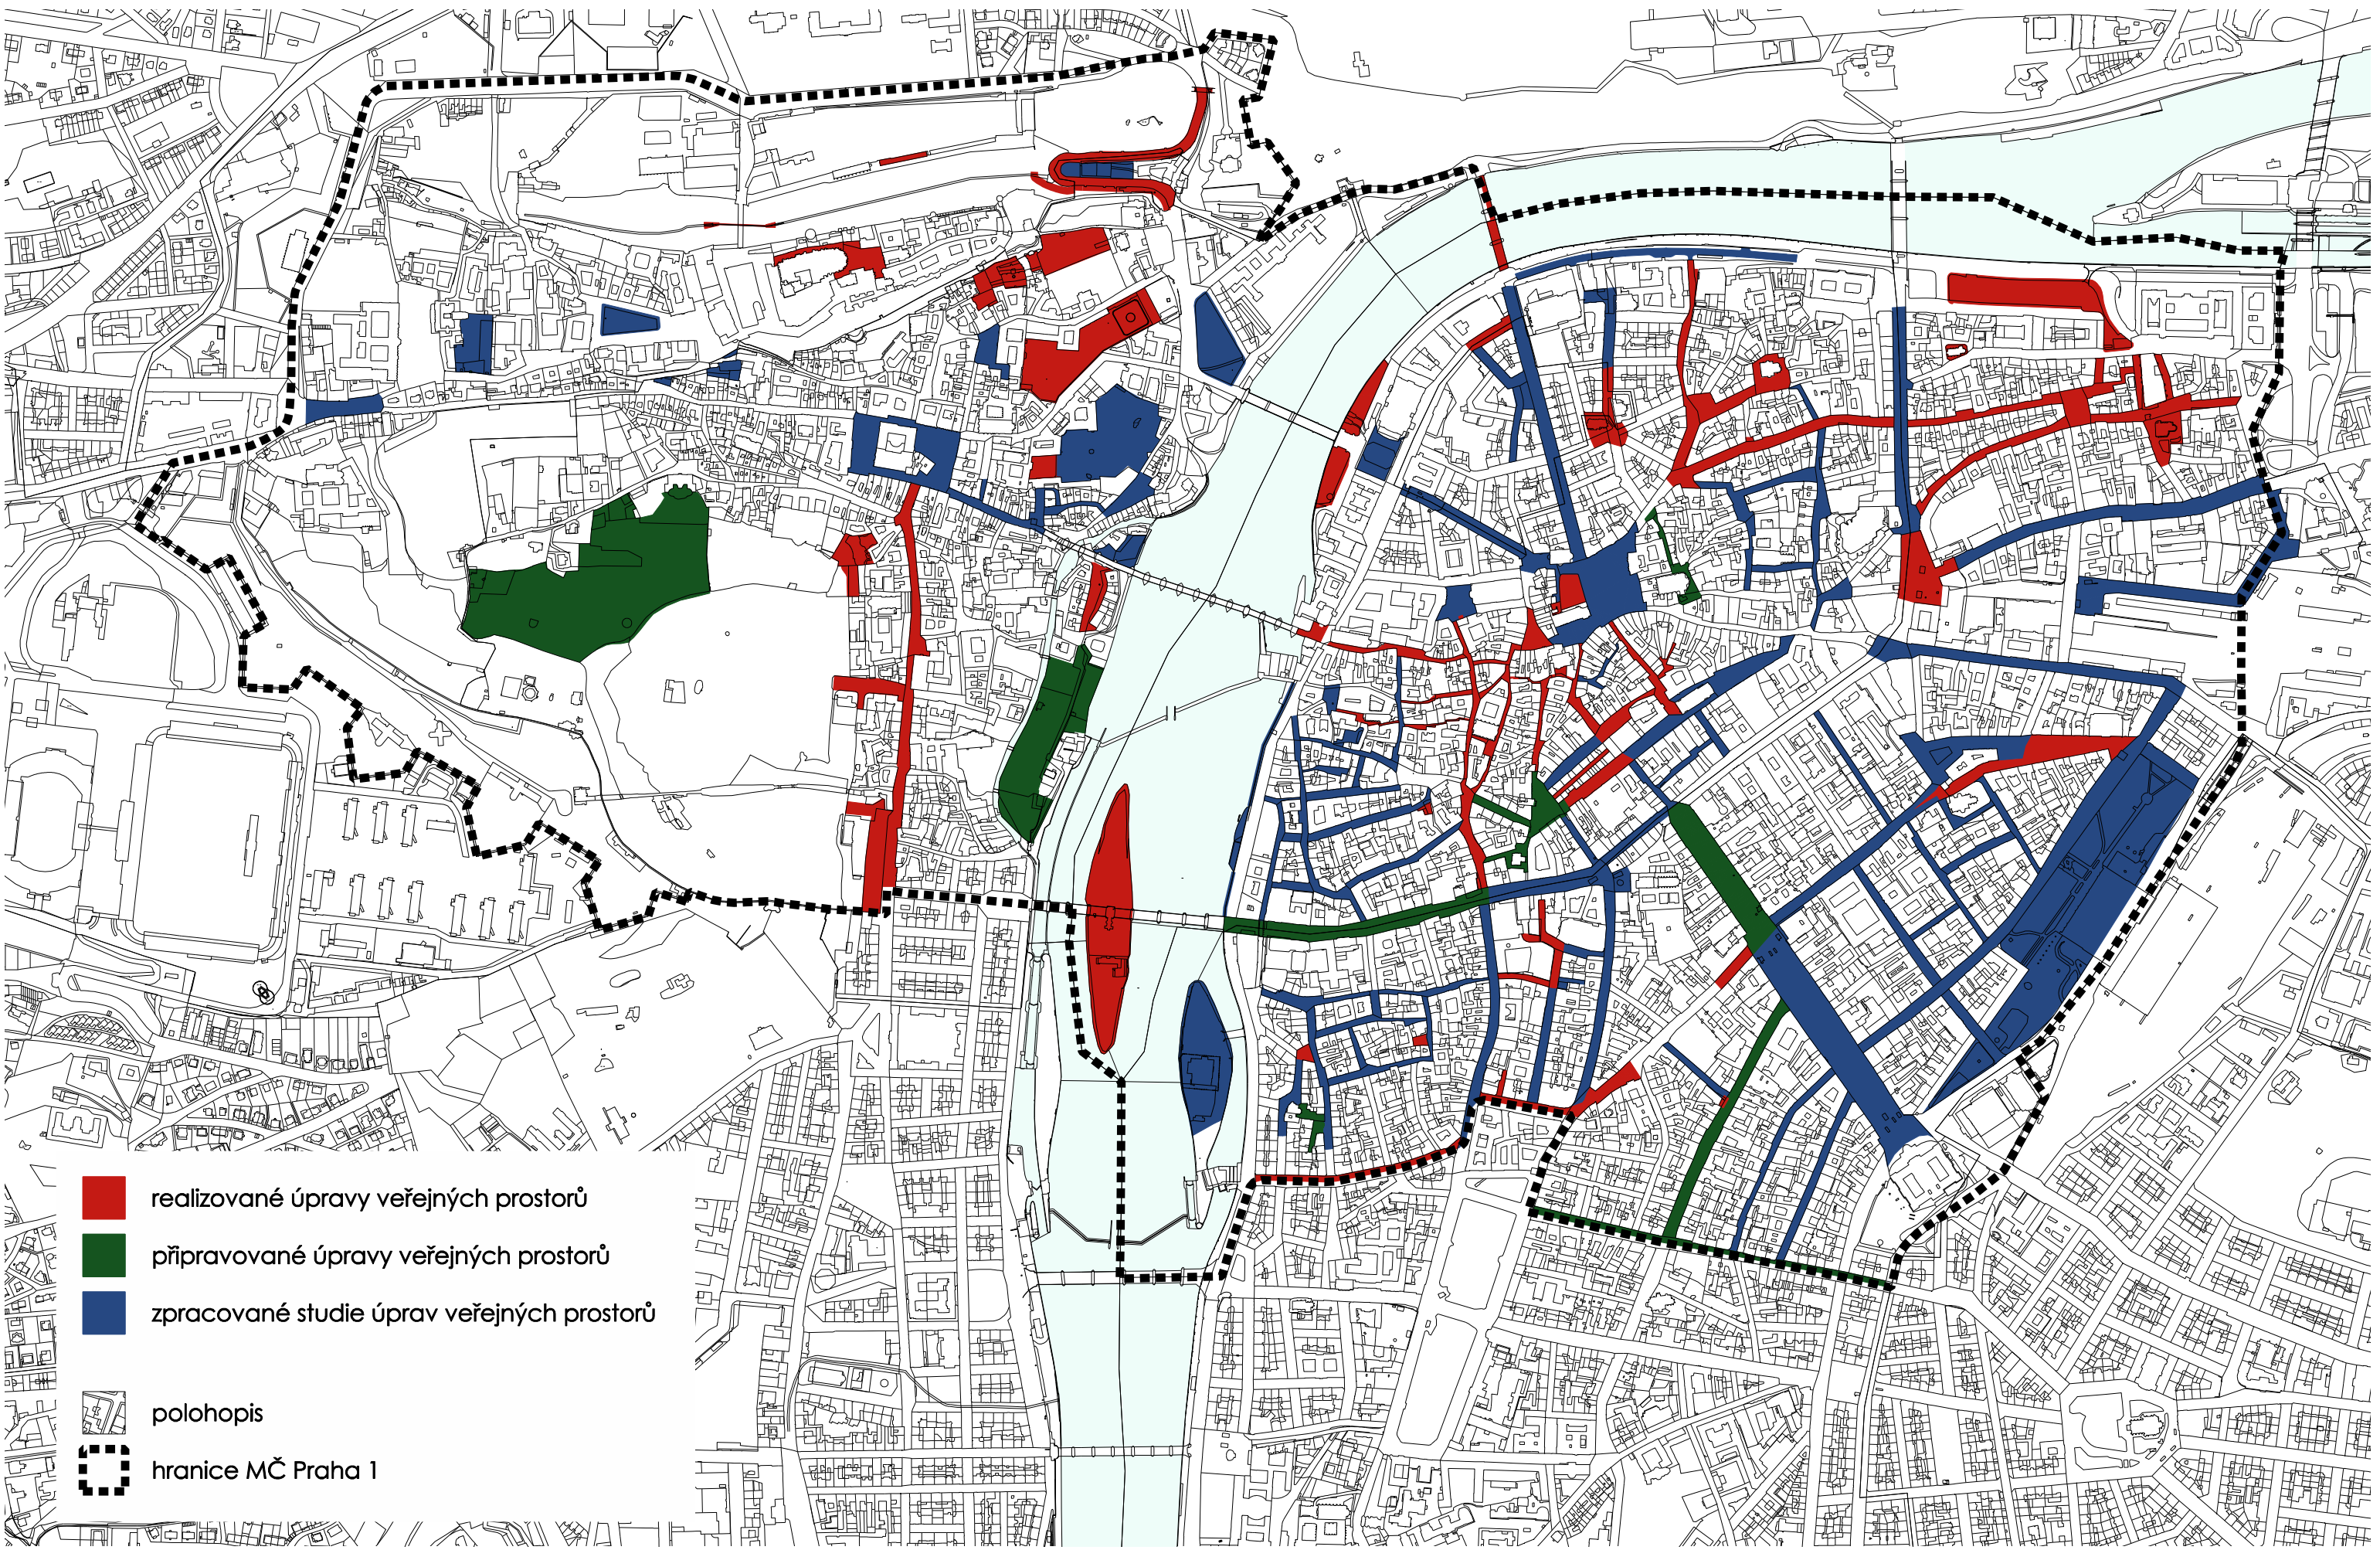 realizované úpravy veřejných prostorů
připravované úpravy veřejných prostorů
zpracované studie úprav veřejných prostorů
polohopis
hranice MČ Praha 1